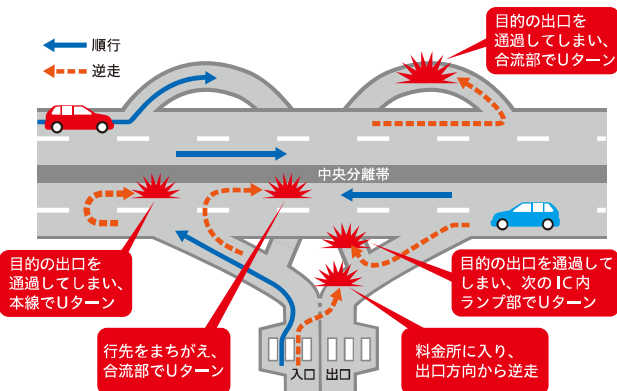 順行
逆走
目的の出口を
通過してしまい、
合流部でUターン
中央分離帯
目的の出口を
通過してしまい、
本線でUターン
目的の出口を通過して
しまい、次のIC内
ランプ部でUターン
行先をまちがえ、
合流部でUターン
入口
出口
料金所に入り、
出口方向から逆走